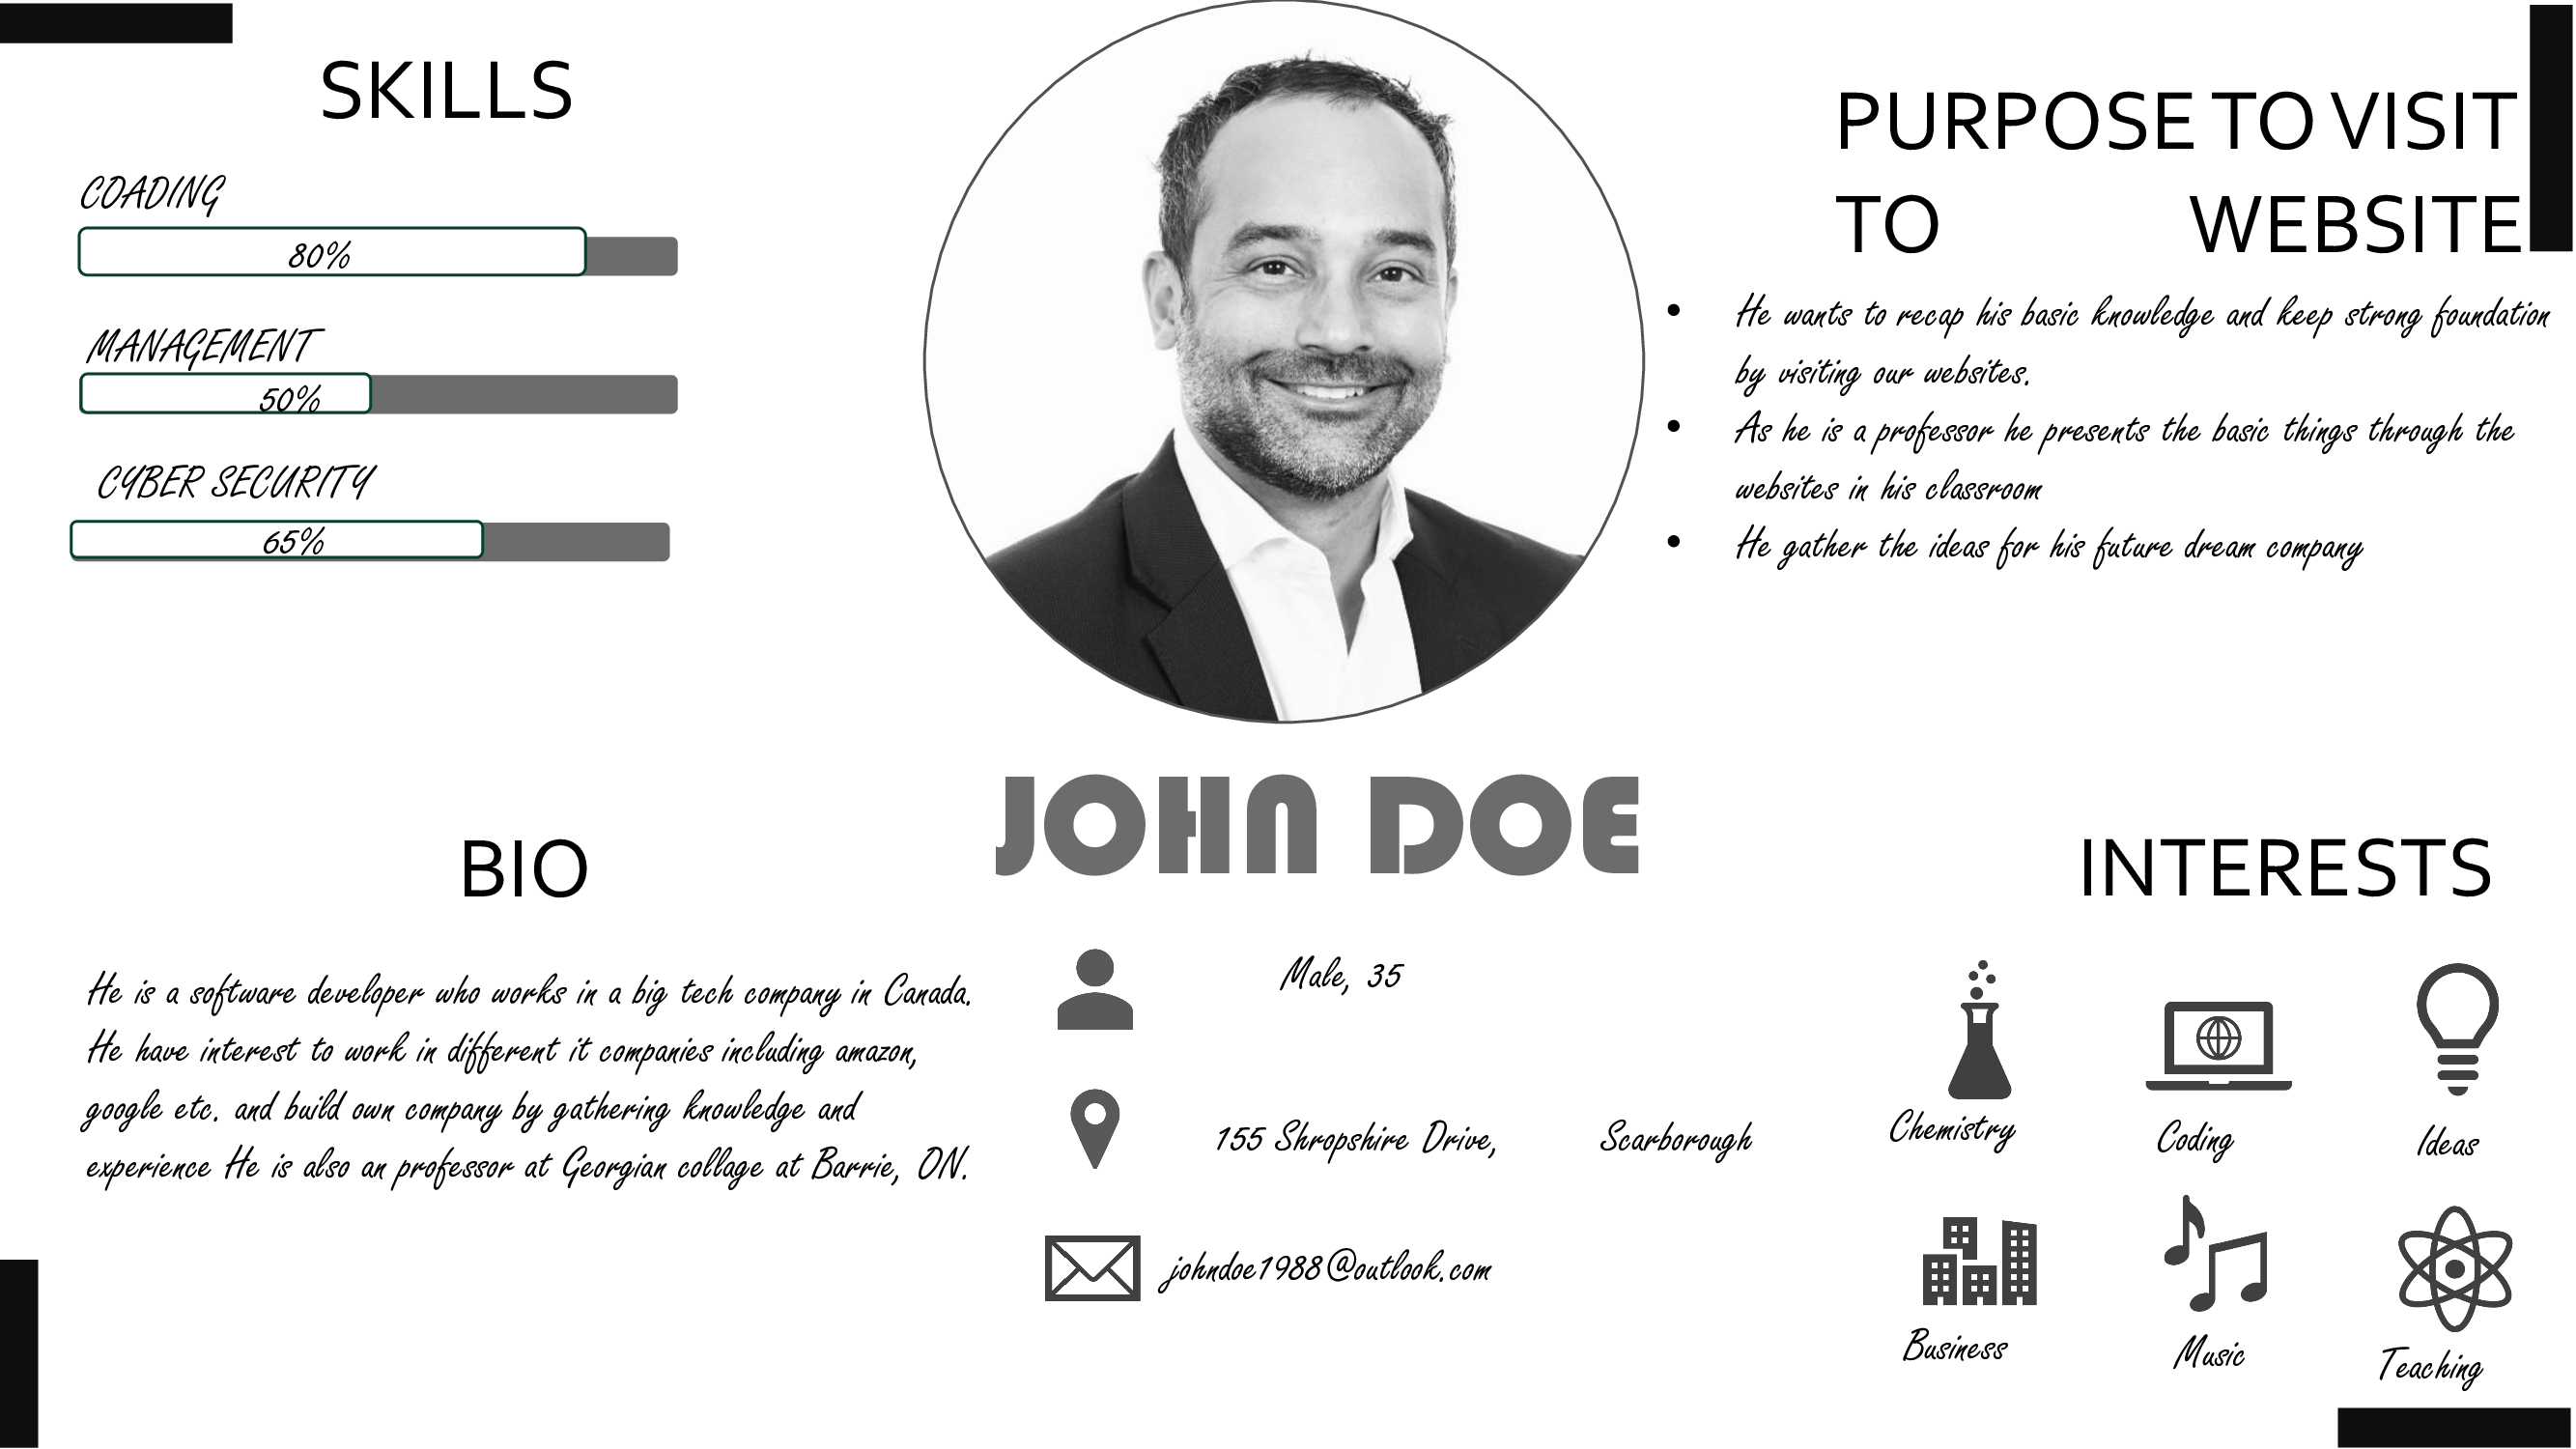 SKILLS
COADING
80%
MANAGEMENT
50%
CYBER SECURITY
65%
PURPOSE TO VISIT
TO WEBSITE
• He wants to recap his basic knowledge and keep strong foundation
by visiting our websites.
• As he is a professor he presents the basic things through the
websites in his classroom
• He gather the ideas for his future dream company
JOHN DOE
Male, 35
155 Shropshire Drive, Scarborough
johndoe1988@outlook.com
BIO
He is a software developer who works in a big tech company in Canada.
He have interest to work in different it companies including amazon,
google etc. and build own company by gathering knowledge and
experience He is also an professor at Georgian collage at Barrie, ON.
INTERESTS
Chemistry
Coding
Ideas
Business
Music
Teaching